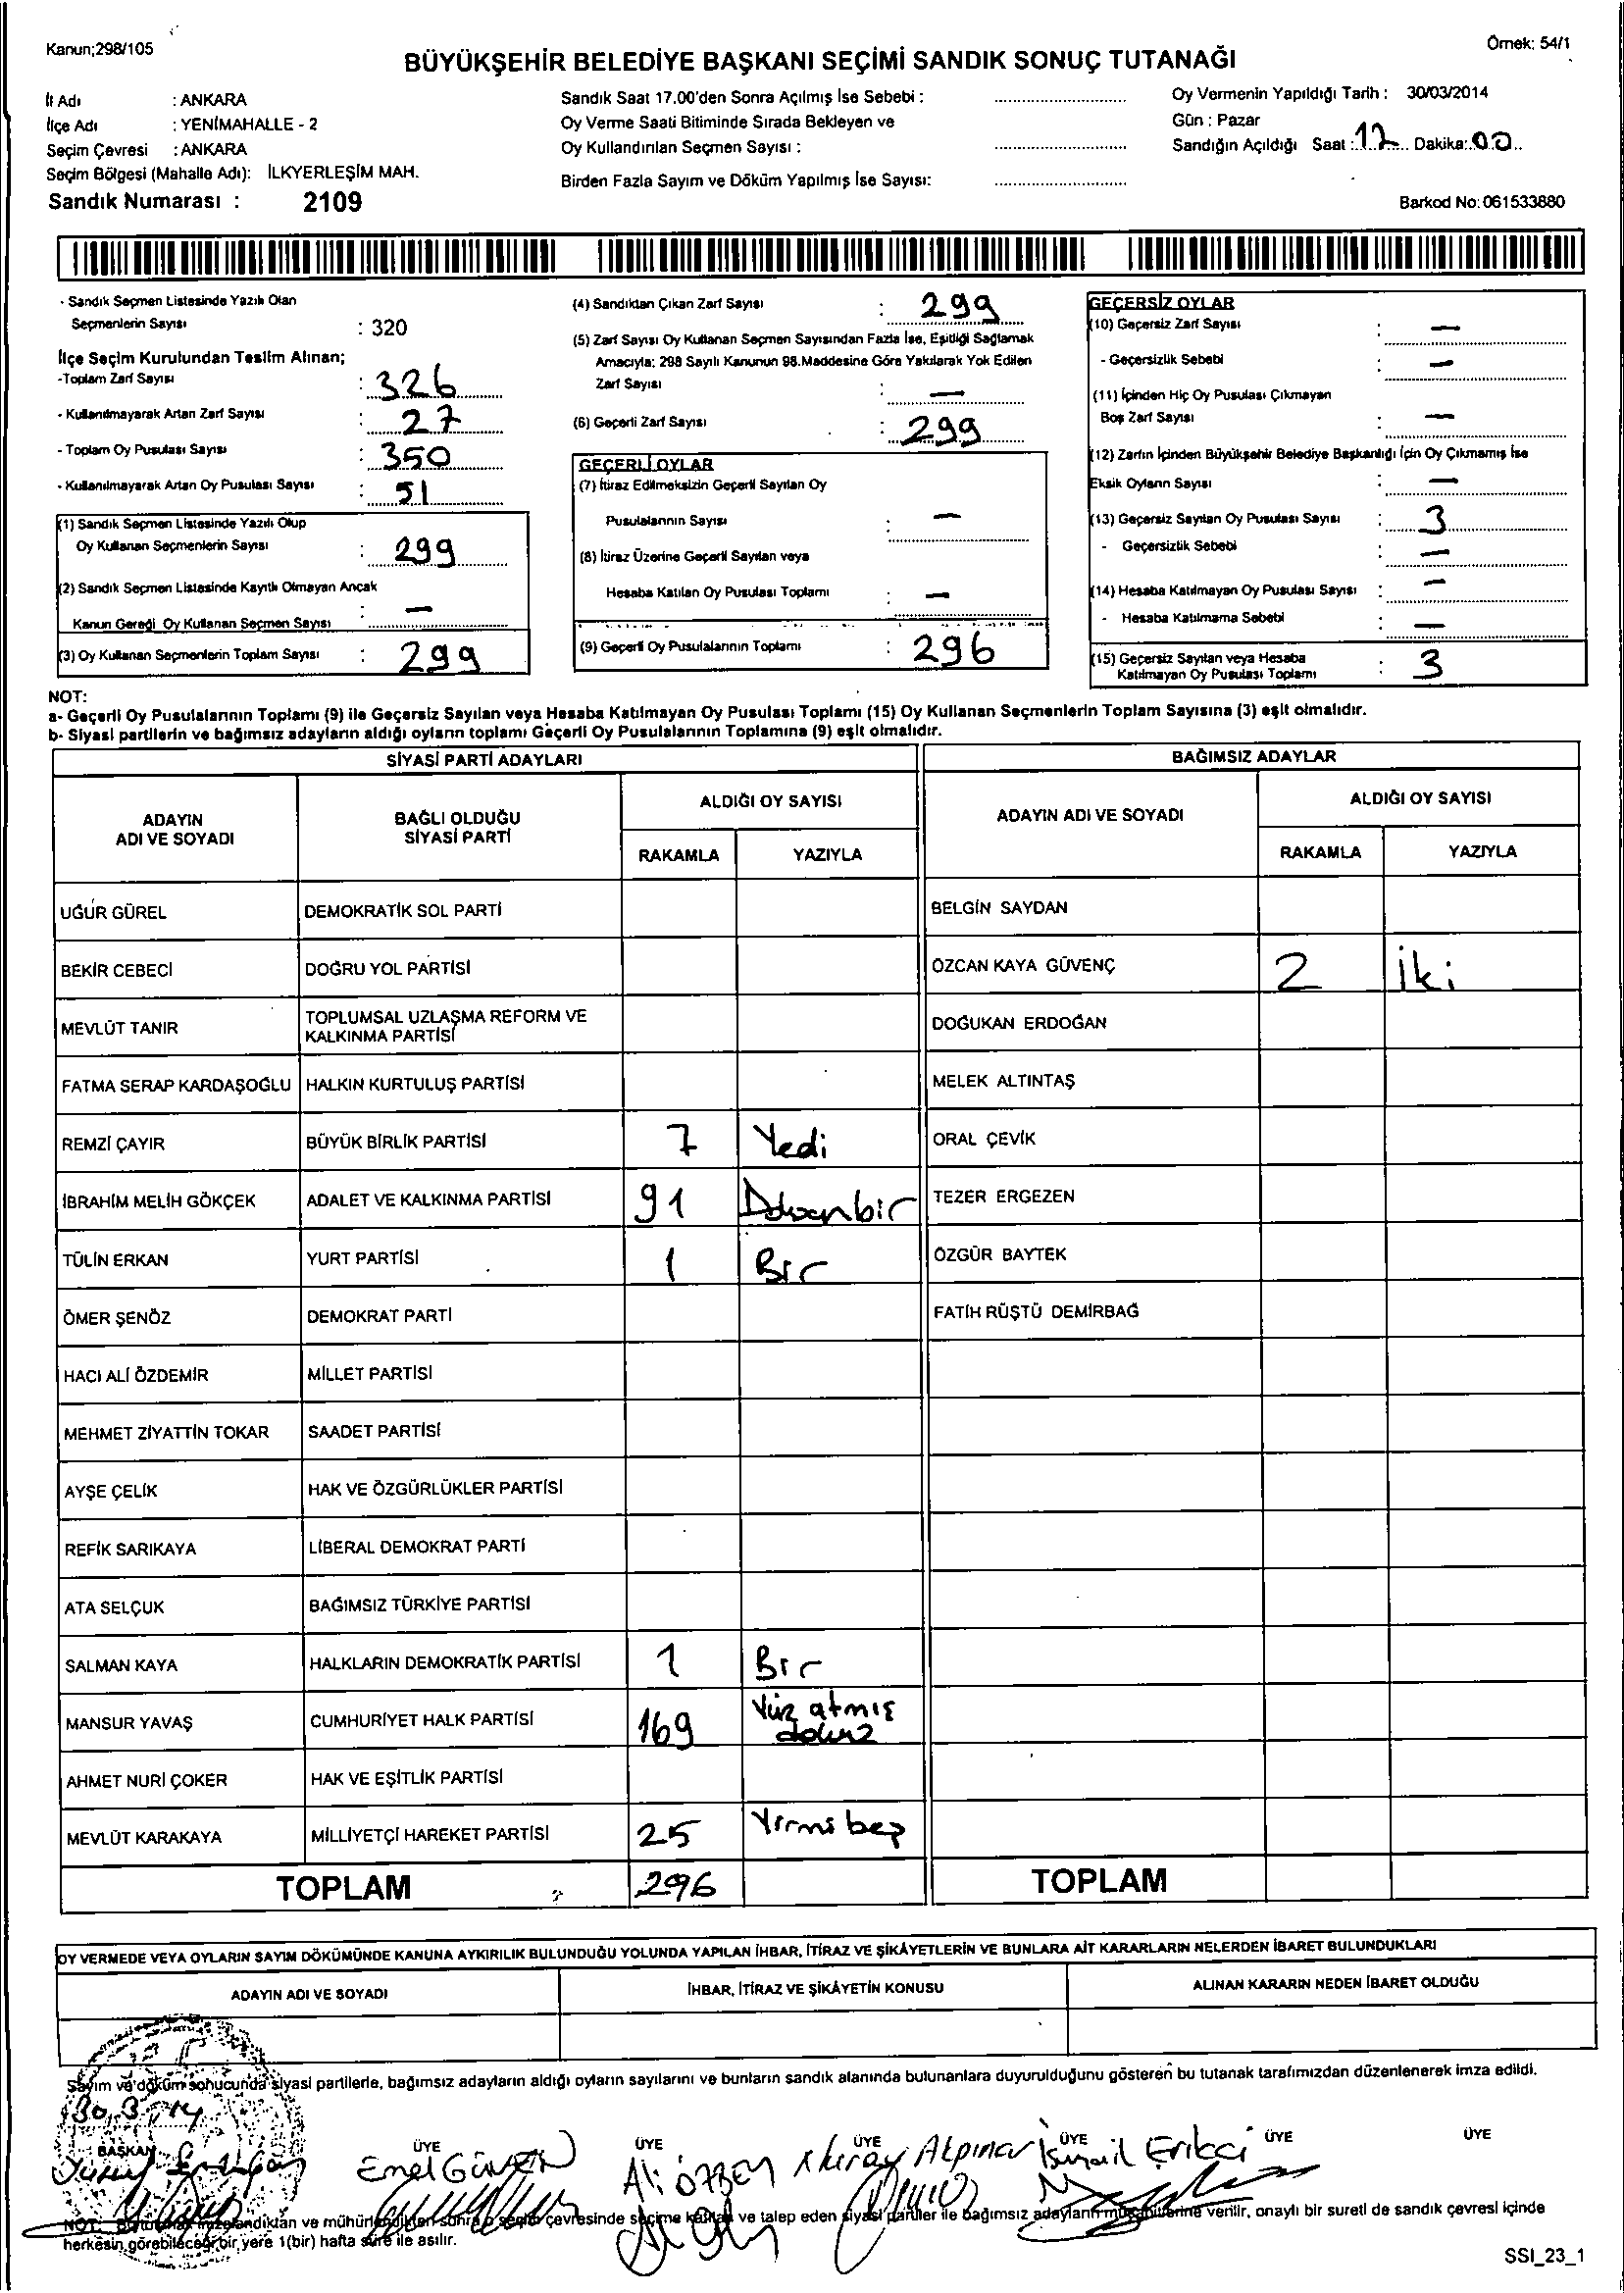 Kanun;298/105
Örnek: 54/1
BÜYÜKŞEHİR BELEDİYE BAŞKANI SEÇİMİ SANDIK SONUÇ TUTANAĞI
İl Adı : ANKARA
İlçe Adı : YENİMAHALLE - 2
Seçim Çevresi : ANKARA
Seçim Bölgesi (Mahalle Adı): İLKYERLEŞİM MAH.
Sandık Numarası : 2109
Sandık Saat 17.00'den Sonra Açılmış İse Sebebi :
Oy Verme Saati Bitiminde Sırada Bekleyen ve
Oy Kullandırılan Seçmen Sayısı :
Birden Fazla Sayım ve Döküm Yapılmış İse Sayısı:
Oy Vermenin Yapıldığı Tarih : 30/03/2014
Gün : Pazar
Sandığın Açıldığı Saat : 17 Dakika: 00
Barkod No: 061533880
- Sandık Seçmen Listesinde Yazılı Olan
Seçmenlerin Sayısı : 320
İlçe Seçim Kurulundan Teslim Alınan;
-Toplam Zarf Sayısı : 326
- Kullanılmayarak Artan Zarf Sayısı : 27
- Toplam Oy Pusulası Sayısı : 350
- Kullanılmayarak Artan Oy Pusulası Sayısı : 51
(1) Sandık Seçmen Listesinde Yazılı Olup
Oy Kullanan Seçmenlerin Sayısı : 299
(2) Sandık Seçmen Listesinde Kayıtlı Olmayan Ancak
Kanun Gereği Oy Kullanan Seçmen Sayısı : —
(3) Oy Kullanan Seçmenlerin Toplam Sayısı : 299
(4) Sandıktan Çıkan Zarf Sayısı : 299
(5) Zarf Sayısı Oy Kullanan Seçmen Sayısından Fazla İse, Eşitliği Sağlamak
Amacıyla; 298 Sayılı Kanunun 98.Maddesine Göre Yakılarak Yok Edilen
Zarf Sayısı : —
(6) Geçerli Zarf Sayısı : 299
GEÇERLİ OYLAR
(7) İtiraz Edilmeksizin Geçerli Sayılan Oy
Pusulalarının Sayısı : —
(8) İtiraz Üzerine Geçerli Sayılan veya
Hesaba Katılan Oy Pusulası Toplamı : —
(9) Geçerli Oy Pusulalarının Toplamı : 296
GEÇERSİZ OYLAR
(10) Geçersiz Zarf Sayısı : —
- Geçersizlik Sebebi : —
(11) İçinden Hiç Oy Pusulası Çıkmayan
Boş Zarf Sayısı : —
(12) Zarfın İçinden Büyükşehir Belediye Başkanlığı İçin Oy Çıkmamış İse
Eksik Oyların Sayısı : —
(13) Geçersiz Sayılan Oy Pusulası Sayısı : 3
- Geçersizlik Sebebi : —
(14) Hesaba Katılmayan Oy Pusulası Sayısı : —
- Hesaba Katılmama Sebebi : —
(15) Geçersiz Sayılan veya Hesaba
Katılmayan Oy Pusulası Toplamı : 3
NOT:
a- Geçerli Oy Pusulalarının Toplamı (9) ile Geçersiz Sayılan veya Hesaba Katılmayan Oy Pusulası Toplamı (15) Oy Kullanan Seçmenlerin Toplam Sayısına (3) eşit olmalıdır.
b- Siyasi partilerin ve bağımsız adayların aldığı oyların toplamı Geçerli Oy Pusulalarının Toplamına (9) eşit olmalıdır.
SİYASİ PARTİ ADAYLARI
BAĞIMSIZ ADAYLAR
ADAYIN
ADI VE SOYADI
BAĞLI OLDUĞU
SİYASİ PARTİ
ALDIĞI OY SAYISI
RAKAMLA YAZIYLA
ADAYIN ADI VE SOYADI
ALDIĞI OY SAYISI
RAKAMLA YAZIYLA
UĞUR GÜREL DEMOKRATİK SOL PARTİ BELGİN SAYDAN
BEKİR CEBECİ DOĞRU YOL PARTİSİ ÖZCAN KAYA GÜVENÇ 2 İki
MEVLÜT TANIR TOPLUMSAL UZLAŞMA REFORM VE
KALKINMA PARTİSİ DOĞUKAN ERDOĞAN
FATMA SERAP KARDAŞOĞLU HALKIN KURTULUŞ PARTİSİ MELEK ALTINTAŞ
REMZİ ÇAYIR BÜYÜK BİRLİK PARTİSİ 7 Yedi ORAL ÇEVİK
İBRAHİM MELİH GÖKÇEK ADALET VE KALKINMA PARTİSİ 91 TEZER ERGEZEN
TÜLİN ERKAN YURT PARTİSİ 1 Bir ÖZGÜR BAYTEK
ÖMER ŞENÖZ DEMOKRAT PARTİ FATİH RÜŞTÜ DEMİRBAĞ
HACI ALİ ÖZDEMİR MİLLET PARTİSİ
MEHMET ZİYATTİN TOKAR SAADET PARTİSİ
AYŞE ÇELİK HAK VE ÖZGÜRLÜKLER PARTİSİ
REFİK SARIKAYA LİBERAL DEMOKRAT PARTİ
ATA SELÇUK BAĞIMSIZ TÜRKİYE PARTİSİ
SALMAN KAYA HALKLARIN DEMOKRATİK PARTİSİ 1 Bir
MANSUR YAVAŞ CUMHURİYET HALK PARTİSİ 169 Yüz atmış
AHMET NURİ ÇOKER HAK VE EŞİTLİK PARTİSİ
MEVLÜT KARAKAYA MİLLİYETÇİ HAREKET PARTİSİ 25 Yirmi beş
TOPLAM 296 TOPLAM
OY VERMEDE VEYA OYLARIN SAYIM DÖKÜMÜNDE KANUNA AYKIRILIK BULUNDUĞU YOLUNDA YAPILAN İHBAR, İTİRAZ VE ŞİKÂYETLERİN VE BUNLARA AİT KARARLARIN NELERDEN İBARET BULUNDUKLARI
ADAYIN ADI VE SOYADI İHBAR, İTİRAZ VE ŞİKÂYETİN KONUSU ALINAN KARARIN NEDEN İBARET OLDUĞU
Sayım ve döküm sonucunda siyasi partilerle, bağımsız adayların aldığı oyların sayılarını ve bunların sandık alanında bulunanlara duyurulduğunu gösteren bu tutanak tarafımızdan düzenlenerek imza edildi.
30.3.14
BAŞKAN ÜYE ÜYE ÜYE ÜYE ÜYE ÜYE
Yusuf Emel Güven Ali ÖZBEY Alpınar İsmail Erikci
NOT: Bu tutanak imzalandıktan ve mühürlendikten sonra o seçim çevresinde seçime katılan ve talep eden siyasi partiler ile bağımsız adayların müşahitlerine verilir, onaylı bir sureti de sandık çevresi içinde
herkesin görebileceği bir yere 1(bir) hafta süre ile asılır.
SSI_23_1